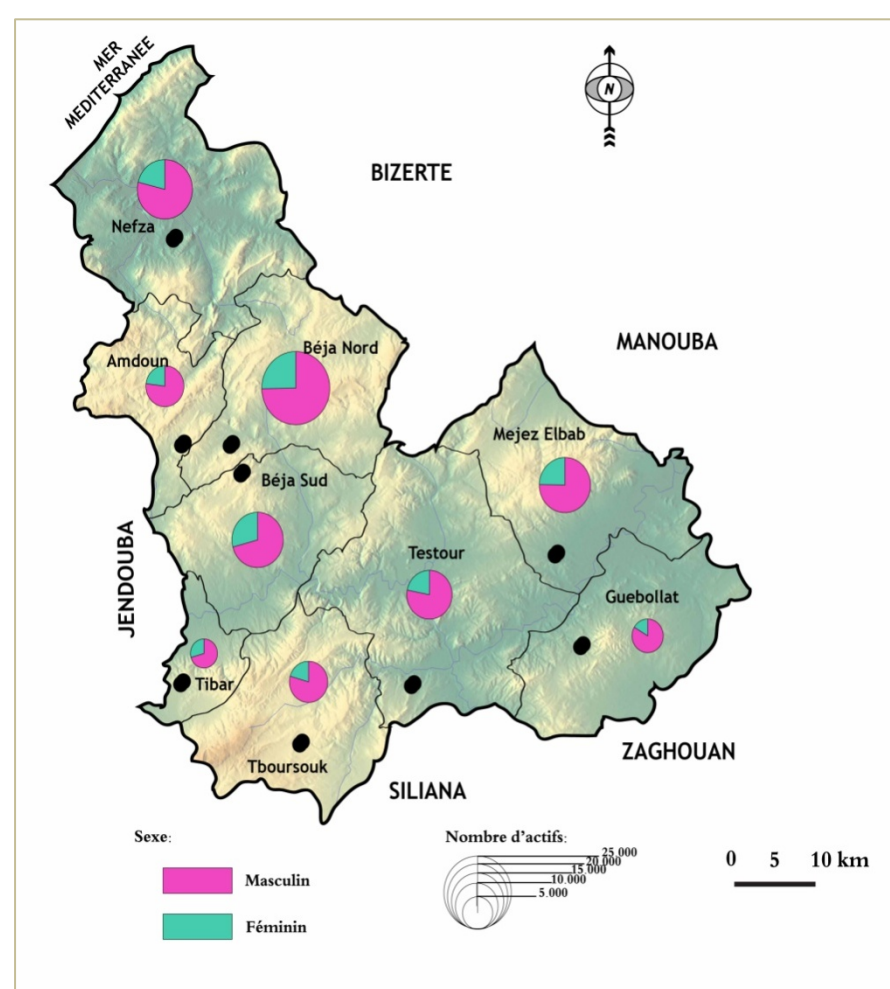 MER
MEDITERRANEE
N
BIZERTE
Nefza
MANOUBA
Béja Nord
Amdoun
Mejez Elbab
Béja Sud
JENDOUBA
Testour
Guebollat
Tibar
Tboursouk
ZAGHOUAN
SILIANA
Sexe:
Masculin
Féminin
Nombre d'actifs:
25 000
20 000
15 000
10 000
5 000
0 5 10 km